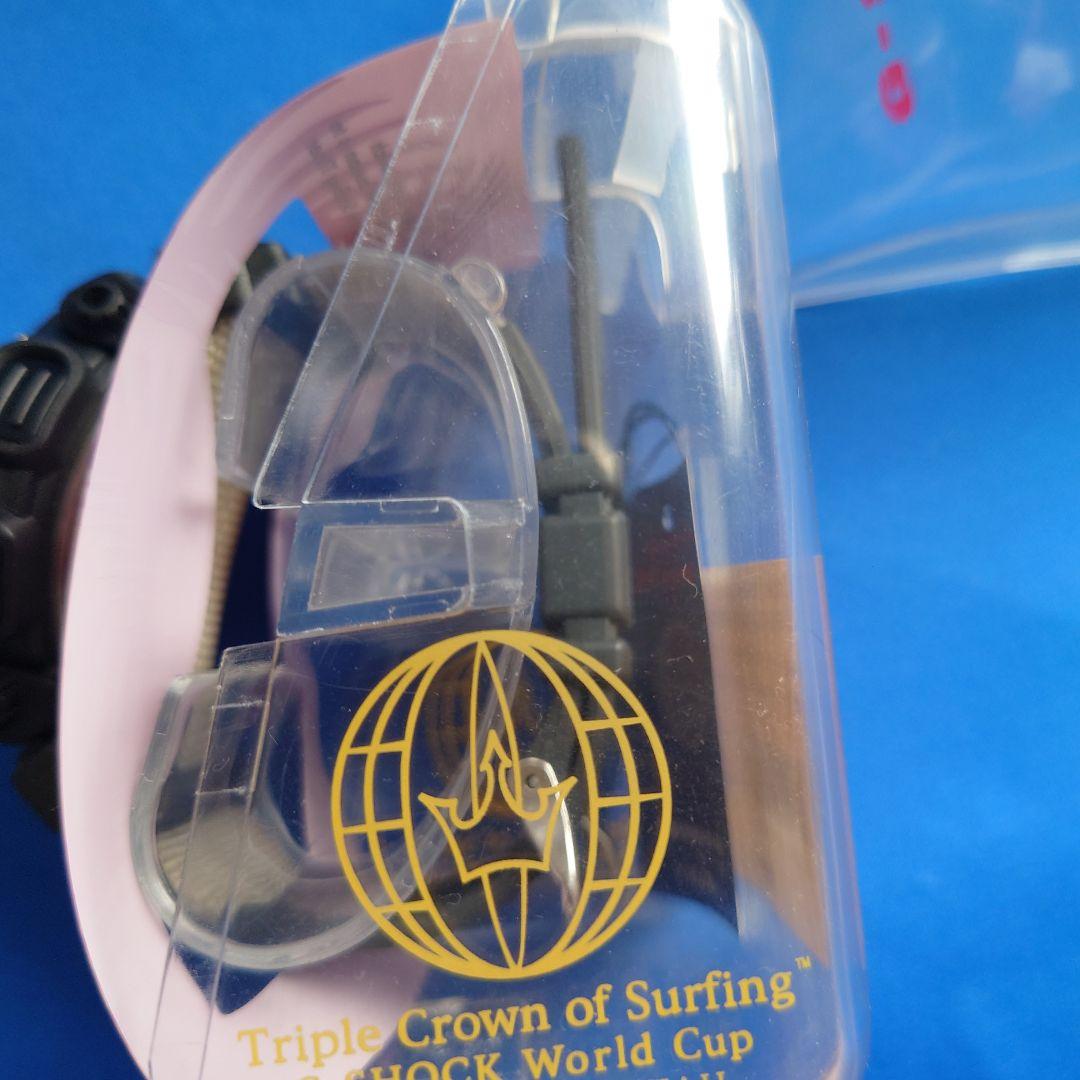 Triple Crown of Surfing™
G-SHOCK World Cup